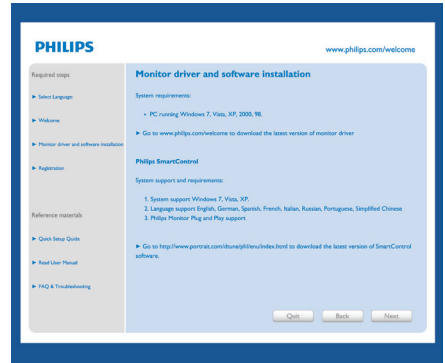 PHILIPS
www.philips.com/welcome
Required steps
► Select Language:
► Welcome
► Monitor driver and software installation
► Registration
Reference materials
► Quick Setup Guide
► Read User Manual
► FAQ & Troubleshooting
Monitor driver and software installation
System requirements:
• PC running Windows 7, Vista, XP, 2000, 98.
► Go to www.philips.com/welcome to download the latest version of monitor driver
Philips SmartControl
System support and requirements:
1. System support Windows 7, Vista, XP.
2. Language support English, German, Spanish, French, Italian, Russian, Portuguese, Simplified Chinese
3. Philips Monitor Plug and Play support
► Go to http://www.portrait.com/dtune/phl/enu/index.html to download the latest version of SmartControl
software.
Quit
Back
Next